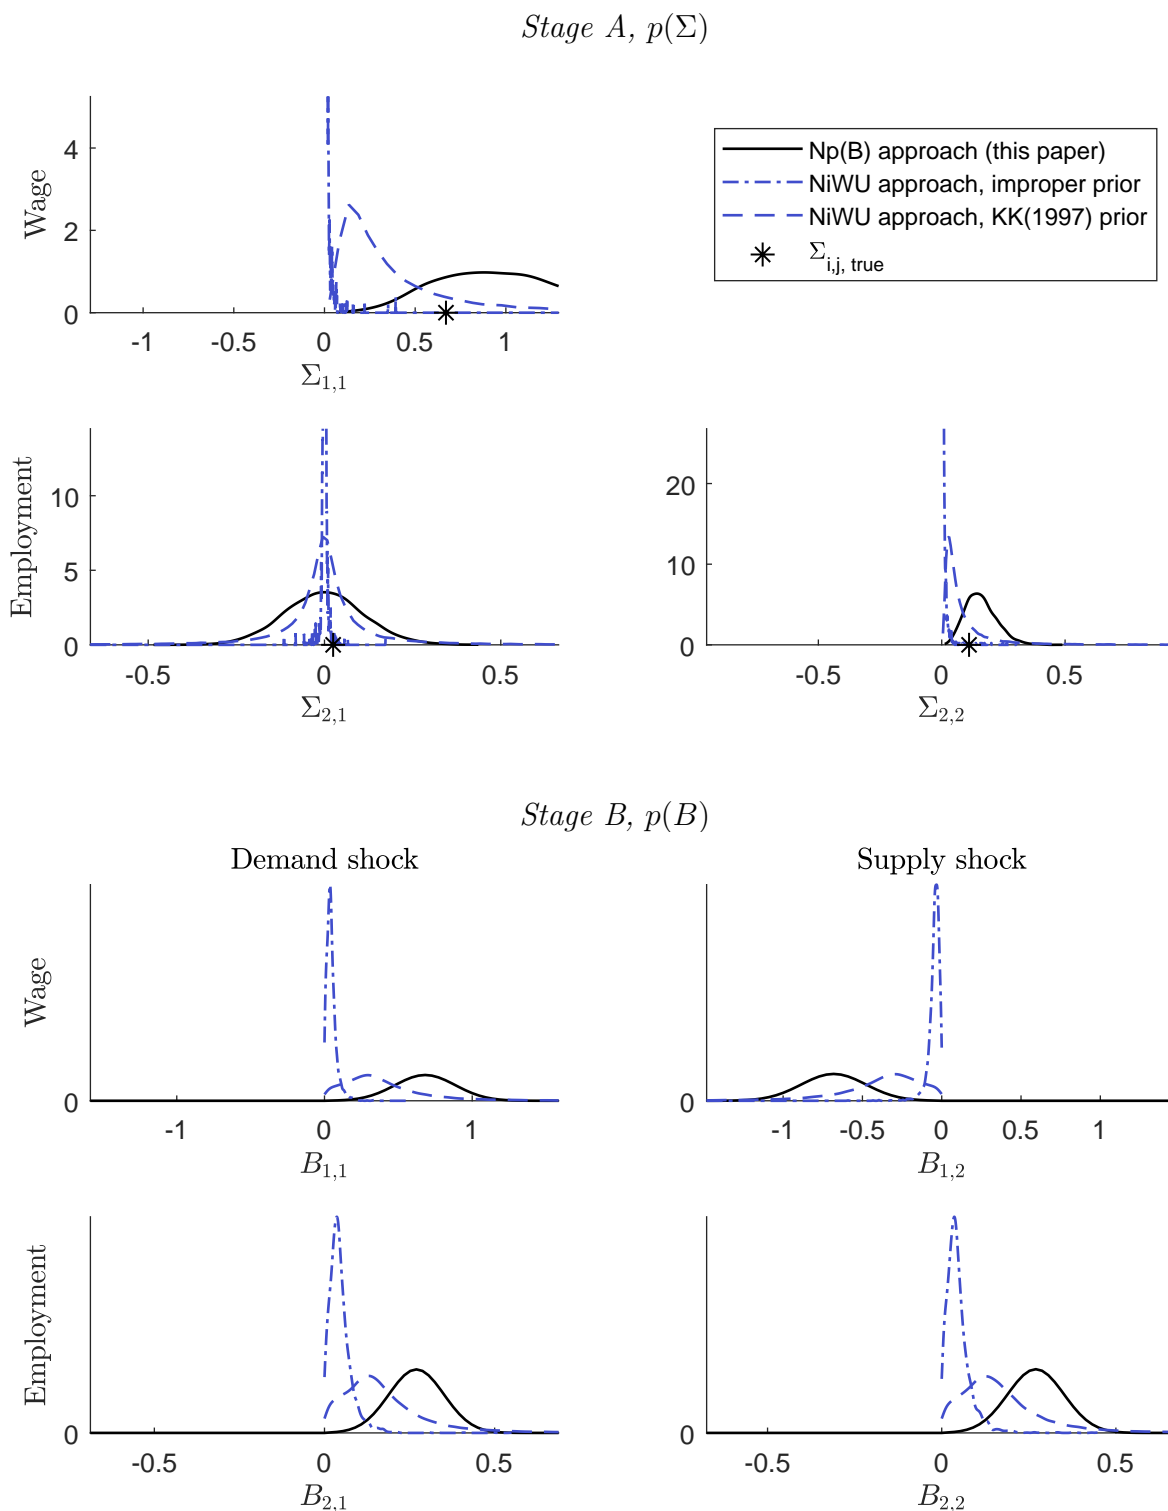 Stage A, p(Σ)
Wage
4
2
0
-1 -0.5 0 0.5 1
Σ1,1
Np(B) approach (this paper)
NiWU approach, improper prior
NiWU approach, KK(1997) prior
Σi,j, true
Employment
10
5
0
-0.5 0 0.5
Σ2,1
20
10
0
-0.5 0 0.5
Σ2,2
Stage B, p(B)
Demand shock
Wage
0
-1 0 1
B1,1
Supply shock
0
-1 -0.5 0 0.5 1
B1,2
Employment
0
-0.5 0 0.5
B2,1
0
-0.5 0 0.5
B2,2